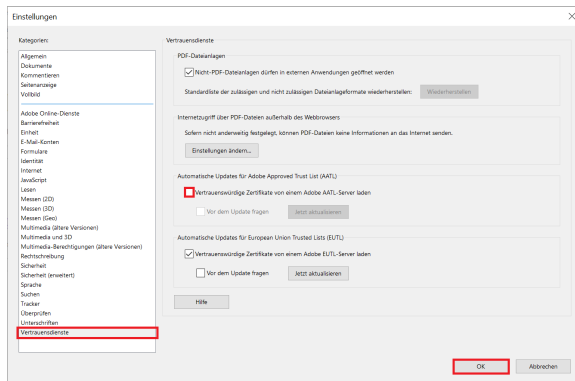 Einstellungen
Kategorien:
Allgemein
Dokumente
Kommentieren
Seitenanzeige
Vollbild
Adobe Online-Dienste
Barrierefreiheit
Einheit
E-Mail-Konten
Formulare
Identität
Internet
JavaScript
Lesen
Messen (2D)
Messen (3D)
Messen (Geo)
Multimedia (ältere Versionen)
Multimedia und 3D
Multimedia-Berechtigungen (ältere Versionen)
Rechtschreibung
Sicherheit
Sicherheit (erweitert)
Sprache
Suchen
Tracker
Überprüfen
Unterschriften
Vertrauensdienste
Vertrauensdienste
PDF-Dateianlagen
Nicht-PDF-Dateianlagen dürfen in externen Anwendungen geöffnet werden
Standardliste der zulässigen und nicht zulässigen Dateianlageformate wiederherstellen: Wiederherstellen
Internetzugriff über PDF-Dateien außerhalb des Webbrowsers
Sofern nicht anderweitig festgelegt, können PDF-Dateien keine Informationen an das Internet senden.
Einstellungen ändern...
Automatische Updates für Adobe Approved Trust List (AATL)
Vertrauenswürdige Zertifikate von einem Adobe AATL-Server laden
Vor dem Update fragen Jetzt aktualisieren
Automatische Updates für European Union Trusted Lists (EUTL)
Vertrauenswürdige Zertifikate von einem Adobe EUTL-Server laden
Vor dem Update fragen Jetzt aktualisieren
Hilfe
OK Abbrechen